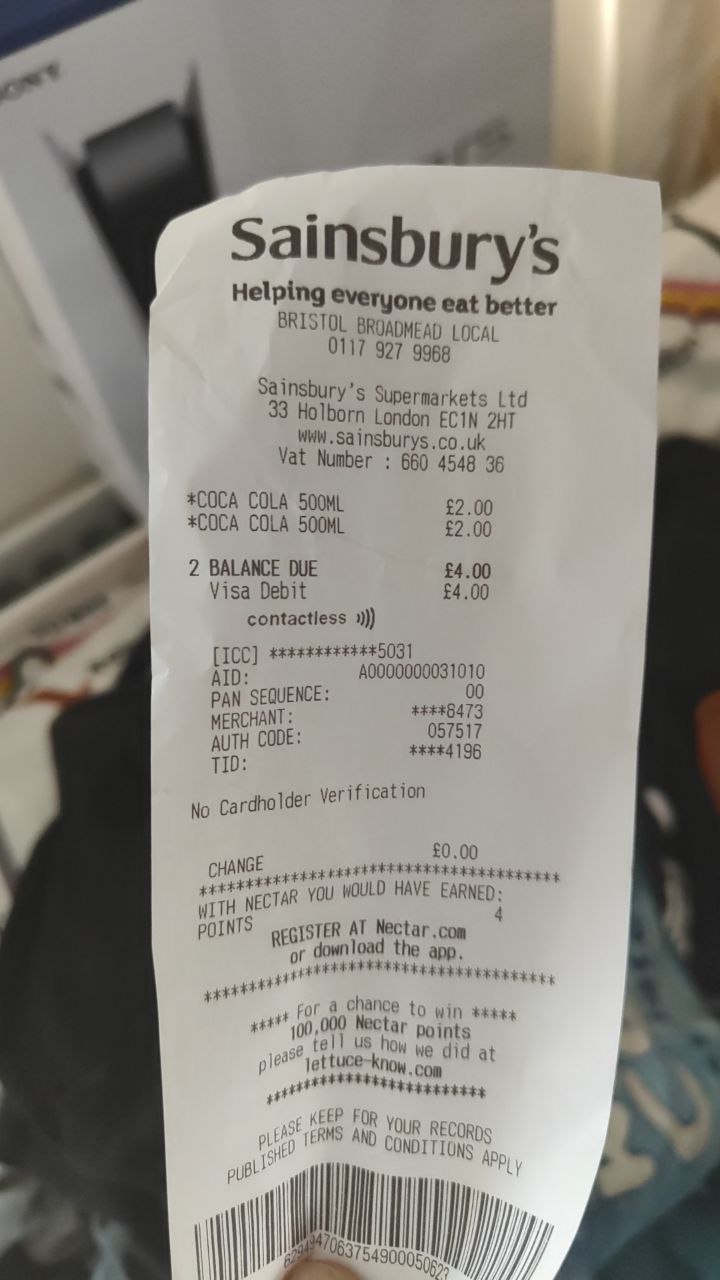 SONY
Sainsbury's
Helping everyone eat better
BRISTOL BROADMEAD LOCAL
0117 927 9968
Sainsbury's Supermarkets Ltd
33 Holborn London EC1N 2HT
www.sainsburys.co.uk
Vat Number : 660 4548 36
*COCA COLA 500ML £2.00
*COCA COLA 500ML £2.00
2 BALANCE DUE £4.00
Visa Debit £4.00
contactless
[ICC] ************5031
AID: A0000000031010
PAN SEQUENCE: 00
MERCHANT: ****8473
AUTH CODE: 057517
TID: ****4196
No Cardholder Verification
CHANGE £0.00
******************************************
WITH NECTAR YOU WOULD HAVE EARNED:
POINTS 4
REGISTER AT Nectar.com
or download the app.
******************************************
***** For a chance to win *****
100,000 Nectar points
please tell us how we did at
lettuce-know.com
**************************
PLEASE KEEP FOR YOUR RECORDS
PUBLISHED TERMS AND CONDITIONS APPLY